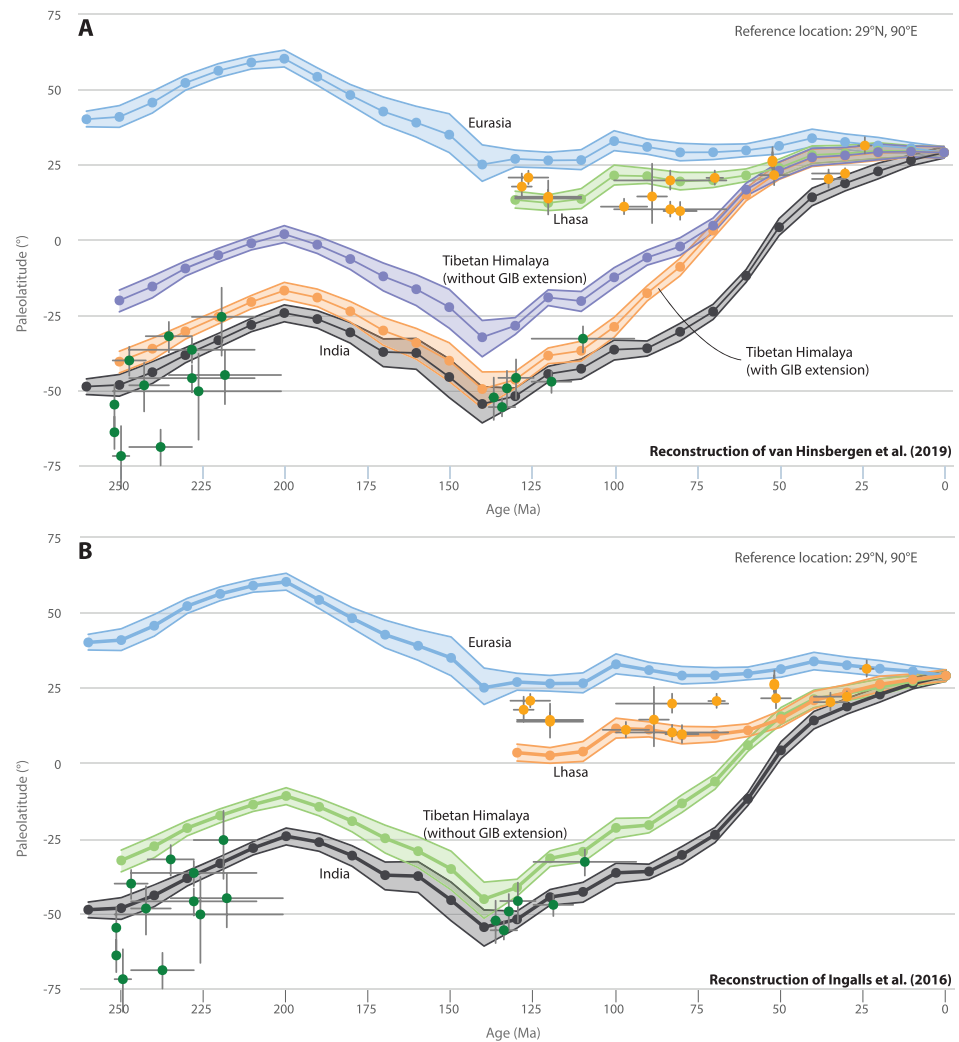 75
A
Reference location: 29°N, 90°E
50
Eurasia
25
Lhasa
0
Tibetan Himalaya
(without GIB extension)
-25
India
Tibetan Himalaya
(with GIB extension)
-50
Reconstruction of van Hinsbergen et al. (2019)
-75
Paleolatitude (°)
250 225 200 175 150 125 100 75 50 25 0
Age (Ma)
75
B
Reference location: 29°N, 90°E
50
Eurasia
25
0
Lhasa
Tibetan Himalaya
(without GIB extension)
-25
India
-50
Reconstruction of Ingalls et al. (2016)
-75
Paleolatitude (°)
250 225 200 175 150 125 100 75 50 25 0
Age (Ma)